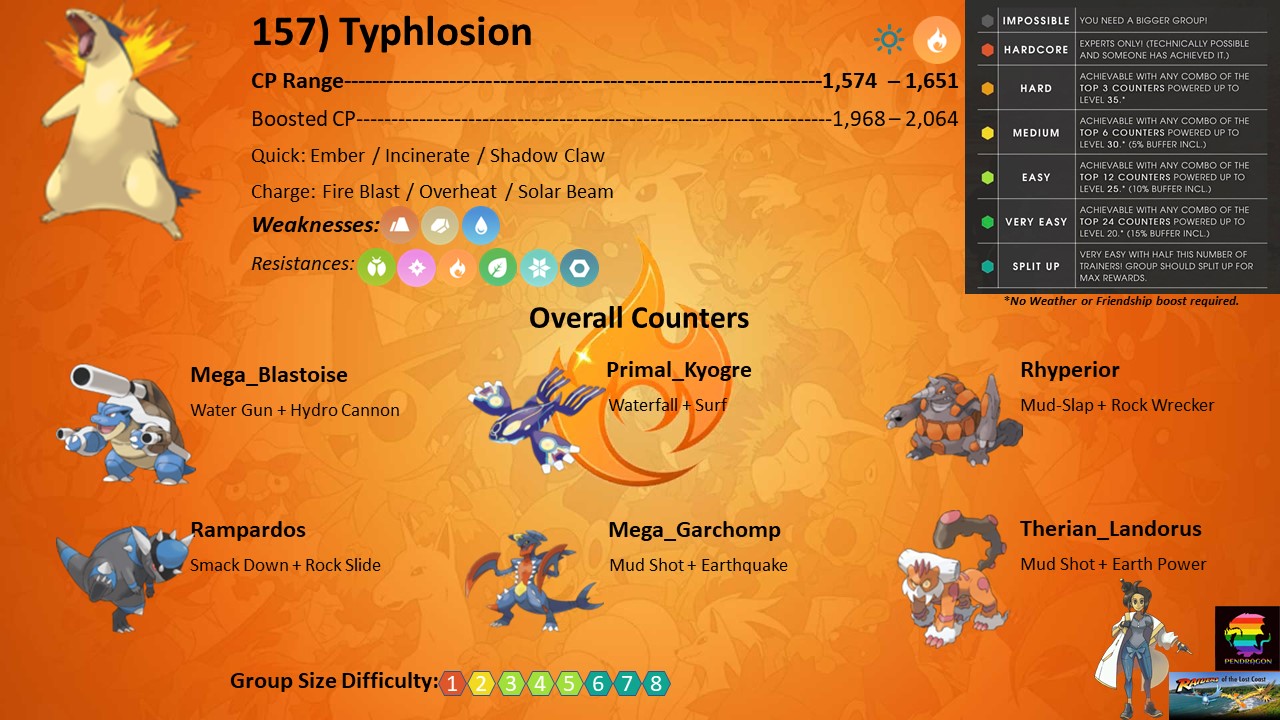 157) Typhlosion
CP Range--------------------------------------------------------------------1,574 – 1,651
Boosted CP--------------------------------------------------------------------1,968 – 2,064
Quick: Ember / Incinerate / Shadow Claw
Charge: Fire Blast / Overheat / Solar Beam
Weaknesses:
Resistances:
IMPOSSIBLE YOU NEED A BIGGER GROUP!
HARDCORE EXPERTS ONLY! (TECHNICALLY POSSIBLE
AND SOMEONE HAS ACHIEVED IT.)
HARD ACHIEVABLE WITH ANY COMBO OF THE
TOP 3 COUNTERS POWERED UP TO
LEVEL 35.*
MEDIUM ACHIEVABLE WITH ANY COMBO OF THE
TOP 6 COUNTERS POWERED UP TO
LEVEL 30.* (5% BUFFER INCL.)
EASY ACHIEVABLE WITH ANY COMBO OF THE
TOP 12 COUNTERS POWERED UP TO
LEVEL 25.* (10% BUFFER INCL.)
VERY EASY ACHIEVABLE WITH ANY COMBO OF THE
TOP 24 COUNTERS POWERED UP TO
LEVEL 20.* (15% BUFFER INCL.)
SPLIT UP VERY EASY WITH HALF THIS NUMBER OF
TRAINERS! GROUP SHOULD SPLIT UP FOR
MAX REWARDS.
*No Weather or Friendship boost required.
Overall Counters
Mega_Blastoise
Water Gun + Hydro Cannon
Primal_Kyogre
Waterfall + Surf
Rhyperior
Mud-Slap + Rock Wrecker
Rampardos
Smack Down + Rock Slide
Mega_Garchomp
Mud Shot + Earthquake
Therian_Landorus
Mud Shot + Earth Power
Group Size Difficulty: 1 2 3 4 5 6 7 8
PENDRAGON
RAIDERS of the Lost Coast